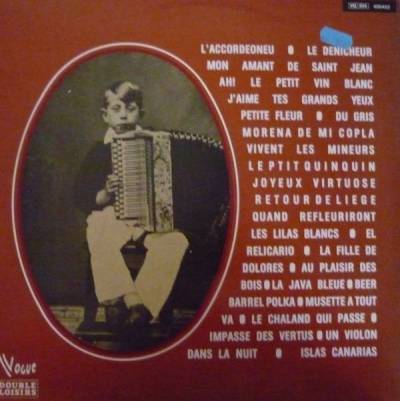 L'ACCORDEONEU O LE DENICHEUR
MON AMANT DE SAINT JEAN
AH! LE PETIT VIN BLANC
J'AIME TES GRANDS YEUX
PETITE FLEUR O DU GRIS
MORENA DE MI COPLA
VIVENT LES MINEURS
LE PTIT QUINQUIN
JOYEUX VIRTUOSE
RETOUR DE LIEGE
QUAND REFLEURIRONT
LES LILAS BLANCS O EL
RELICARIO O LA FILLE DE
DOLORES O AU PLAISIR DES
BOIS O LA JAVA BLEUE O BEER
BARREL POLKA O MUSETTE A TOUT
VA O LE CHALAND QUI PASSE O
IMPASSE DES VERTUS O UN VIOLON
DANS LA NUIT O ISLAS CANARIAS
Vogue
DOUBLE
LOISIRS